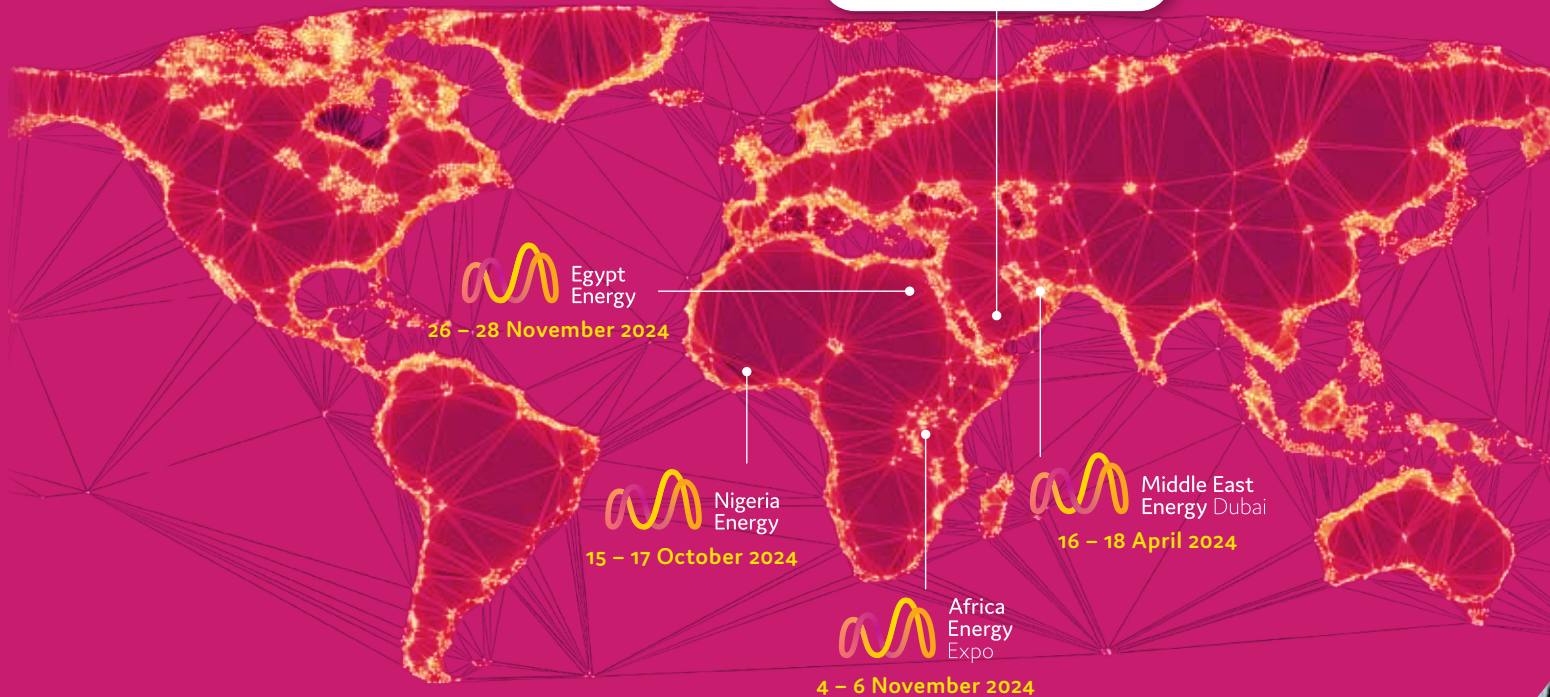 Egypt
Energy
26 – 28 November 2024
Nigeria
Energy
15 – 17 October 2024
Middle East
Energy Dubai
16 – 18 April 2024
Africa
Energy
Expo
4 – 6 November 2024